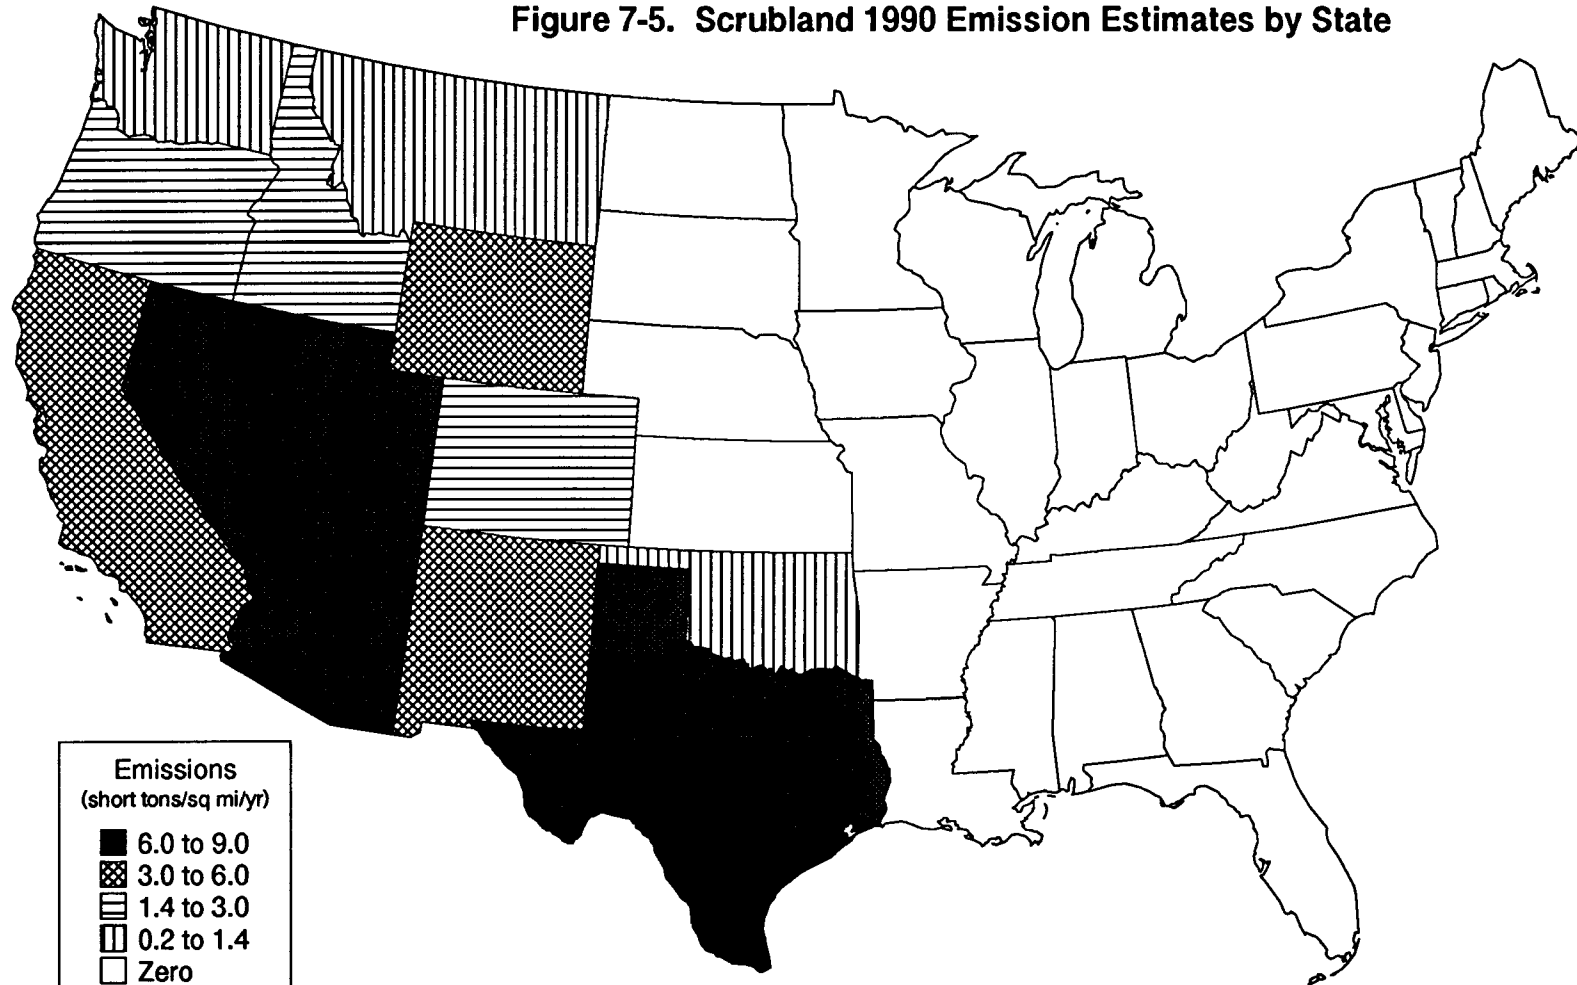 Figure 7-5. Scrubland 1990 Emission Estimates by State
Emissions
(short tons/sq mi/yr)
6.0 to 9.0
3.0 to 6.0
1.4 to 3.0
0.2 to 1.4
Zero